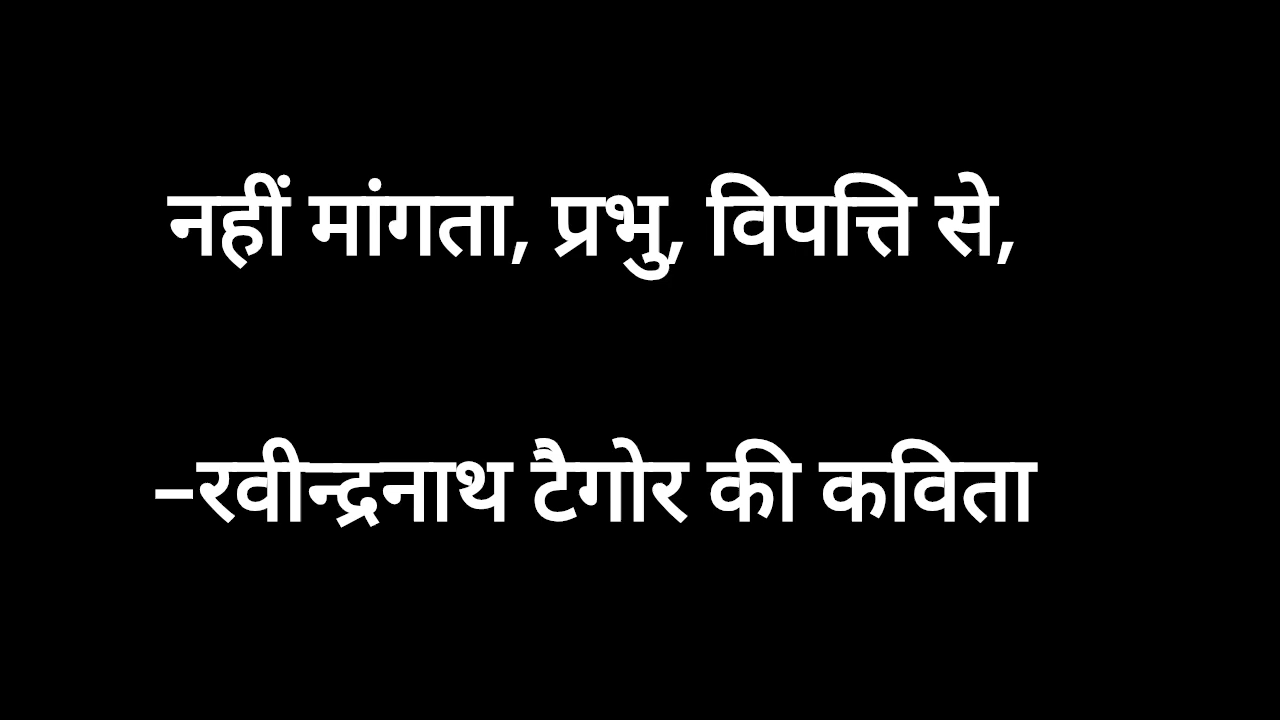 नहीं मांगता, प्रभु, विपत्ति से,
–रवीन्द्रनाथ टैगोर की कविता